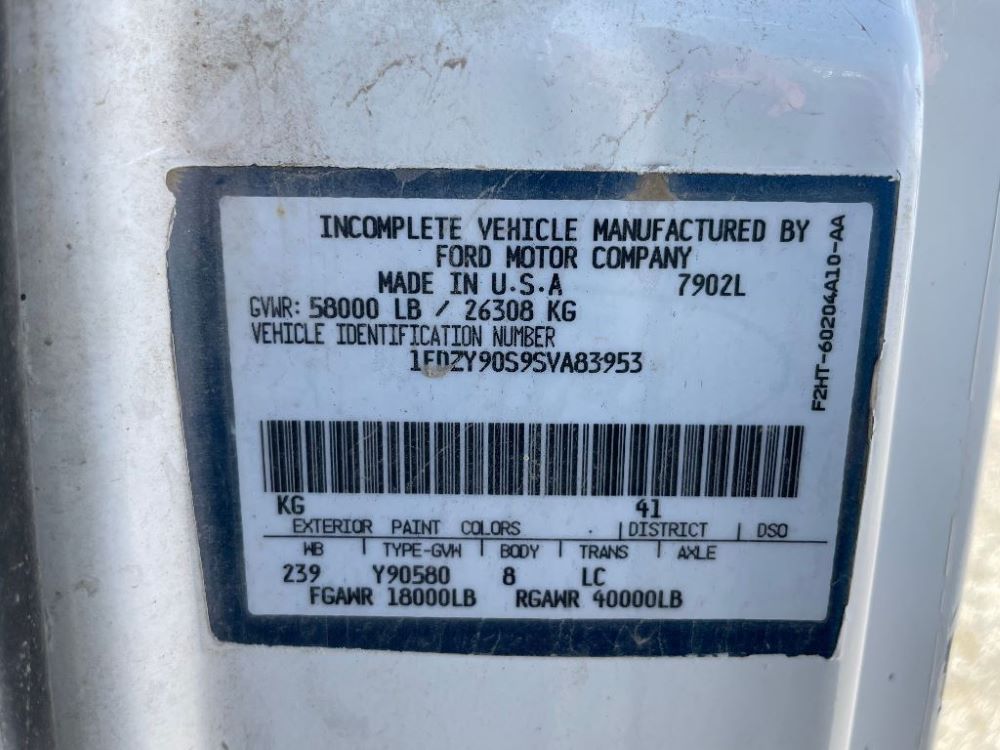 INCOMPLETE VEHICLE MANUFACTURED BY
FORD MOTOR COMPANY
MADE IN U.S.A 7902L
GVWR: 58000 LB / 26308 KG
VEHICLE IDENTIFICATION NUMBER
1FDZY90S9SVA83953
F2HT-60204A10-AA
KG 41
EXTERIOR PAINT COLORS DISTRICT DSO
WB TYPE-GVW BODY TRANS AXLE
239 Y90580 8 LC
FGAWR 18000LB RGAWR 40000LB